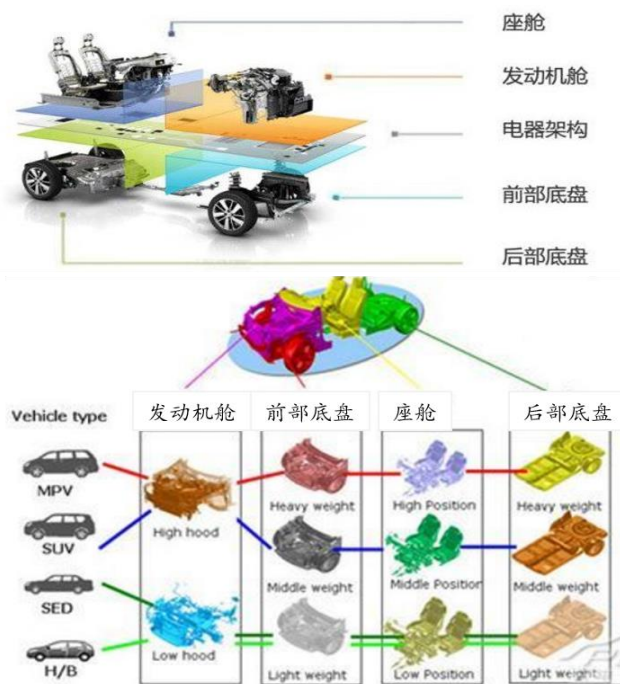 座舱
发动机舱
电器架构
前部底盘
后部底盘
Vehicle type
发动机舱
前部底盘
座舱
后部底盘
MPV
High hood
Heavy weight
High Position
Heavy weight
SUV
Middle weight
Middle Position
Middle weight
SED
H/B
Low hood
Light weight
Low Position
Light weight